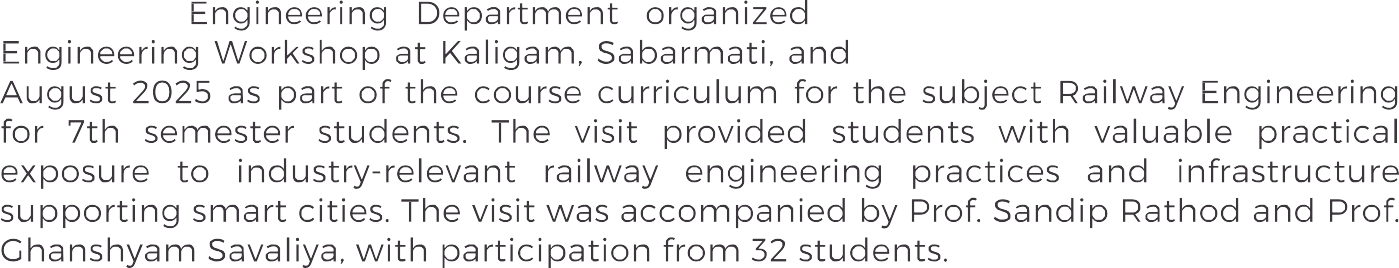 Engineering Department organized
Engineering Workshop at Kaligam, Sabarmati, and
August 2025 as part of the course curriculum for the subject Railway Engineering
for 7th semester students. The visit provided students with valuable practical
exposure to industry-relevant railway engineering practices and infrastructure
supporting smart cities. The visit was accompanied by Prof. Sandip Rathod and Prof.
Ghanshyam Savaliya, with participation from 32 students.